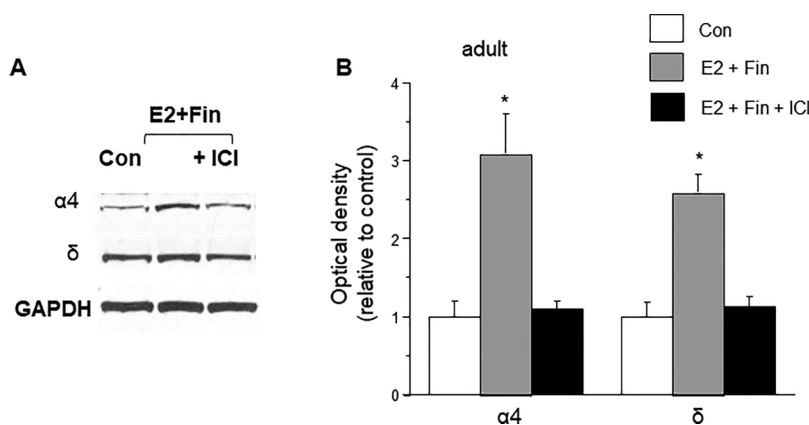 A
E2+Fin
Con + ICI
α4
δ
GAPDH
B
adult
Con
E2 + Fin
E2 + Fin + ICI
Optical density
(relative to control)
4
3
2
1
0
*
*
α4 δ